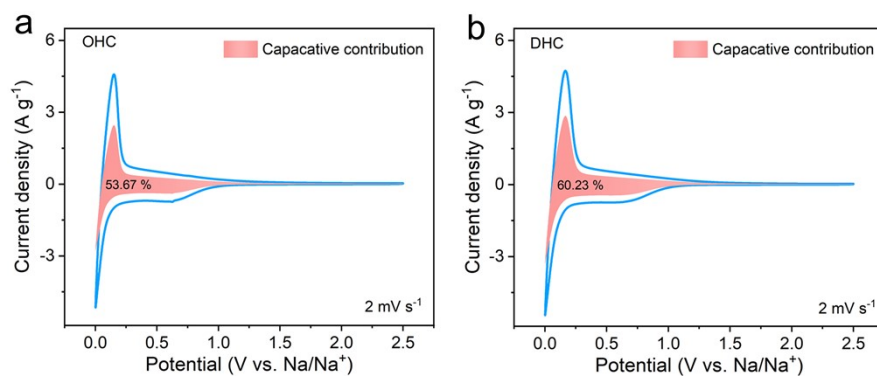 a
OHC
Capacative contribution
53.67 %
2 mV s⁻¹
6
3
0
-3
0.0 0.5 1.0 1.5 2.0 2.5
Current density (A g⁻¹)
Potential (V vs. Na/Na⁺)
b
DHC
Capacative contribution
60.23 %
2 mV s⁻¹
6
3
0
-3
0.0 0.5 1.0 1.5 2.0 2.5
Current density (A g⁻¹)
Potential (V vs. Na/Na⁺)